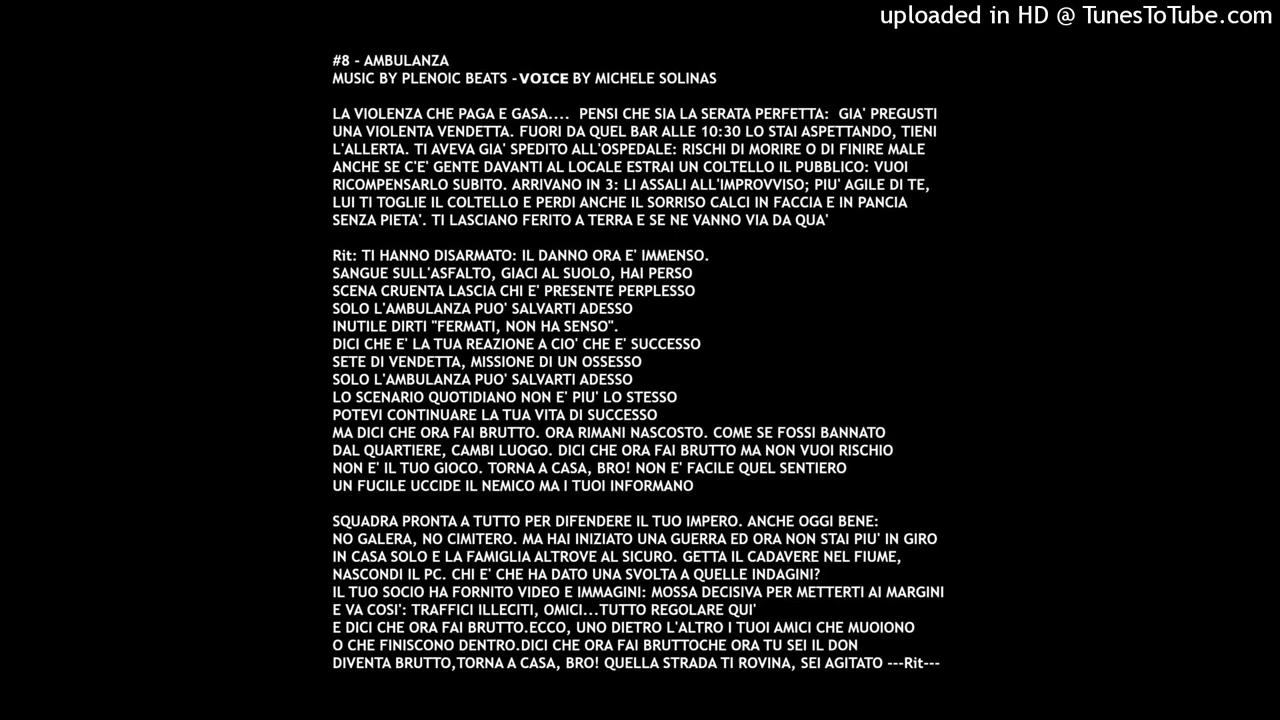 uploaded in HD @ TunesToTube.com
#8 - AMBULANZA
MUSIC BY PLENOIC BEATS -VOICE BY MICHELE SOLINAS
LA VIOLENZA CHE PAGA E GASA....  PENSI CHE SIA LA SERATA PERFETTA:  GIA' PREGUSTI
UNA VIOLENTA VENDETTA. FUORI DA QUEL BAR ALLE 10:30 LO STAI ASPETTANDO, TIENI
L'ALLERTA. TI AVEVA GIA' SPEDITO ALL'OSPEDALE: RISCHI DI MORIRE O DI FINIRE MALE
ANCHE SE C'E' GENTE DAVANTI AL LOCALE ESTRAI UN COLTELLO IL PUBBLICO: VUOI
RICOMPENSARLO SUBITO. ARRIVANO IN 3: LI ASSALI ALL'IMPROVVISO; PIU' AGILE DI TE,
LUI TI TOGLIE IL COLTELLO E PERDI ANCHE IL SORRISO CALCI IN FACCIA E IN PANCIA
SENZA PIETA'. TI LASCIANO FERITO A TERRA E SE NE VANNO VIA DA QUA'
Rit: TI HANNO DISARMATO: IL DANNO ORA E' IMMENSO.
SANGUE SULL'ASFALTO, GIACI AL SUOLO, HAI PERSO
SCENA CRUENTA LASCIA CHI E' PRESENTE PERPLESSO
SOLO L'AMBULANZA PUO' SALVARTI ADESSO
INUTILE DIRTI "FERMATI, NON HA SENSO".
DICI CHE E' LA TUA REAZIONE A CIO' CHE E' SUCCESSO
SETE DI VENDETTA, MISSIONE DI UN OSSESSO
SOLO L'AMBULANZA PUO' SALVARTI ADESSO
LO SCENARIO QUOTIDIANO NON E' PIU' LO STESSO
POTEVI CONTINUARE LA TUA VITA DI SUCCESSO
MA DICI CHE ORA FAI BRUTTO. ORA RIMANI NASCOSTO. COME SE FOSSI BANNATO
DAL QUARTIERE, CAMBI LUOGO. DICI CHE ORA FAI BRUTTO MA NON VUOI RISCHIO
NON E' IL TUO GIOCO. TORNA A CASA, BRO! NON E' FACILE QUEL SENTIERO
UN FUCILE UCCIDE IL NEMICO MA I TUOI INFORMANO
SQUADRA PRONTA A TUTTO PER DIFENDERE IL TUO IMPERO. ANCHE OGGI BENE:
NO GALERA, NO CIMITERO. MA HAI INIZIATO UNA GUERRA ED ORA NON STAI PIU' IN GIRO
IN CASA SOLO E LA FAMIGLIA ALTROVE AL SICURO. GETTA IL CADAVERE NEL FIUME,
NASCONDI IL PC. CHI E' CHE HA DATO UNA SVOLTA A QUELLE INDAGINI?
IL TUO SOCIO HA FORNITO VIDEO E IMMAGINI: MOSSA DECISIVA PER METTERTI AI MARGINI
E VA COSI': TRAFFICI ILLECITI, OMICI...TUTTO REGOLARE QUI'
E DICI CHE ORA FAI BRUTTO.ECCO, UNO DIETRO L'ALTRO I TUOI AMICI CHE MUOIONO
O CHE FINISCONO DENTRO.DICI CHE ORA FAI BRUTTOCHE ORA TU SEI IL DON
DIVENTA BRUTTO,TORNA A CASA, BRO! QUELLA STRADA TI ROVINA, SEI AGITATO ---Rit---